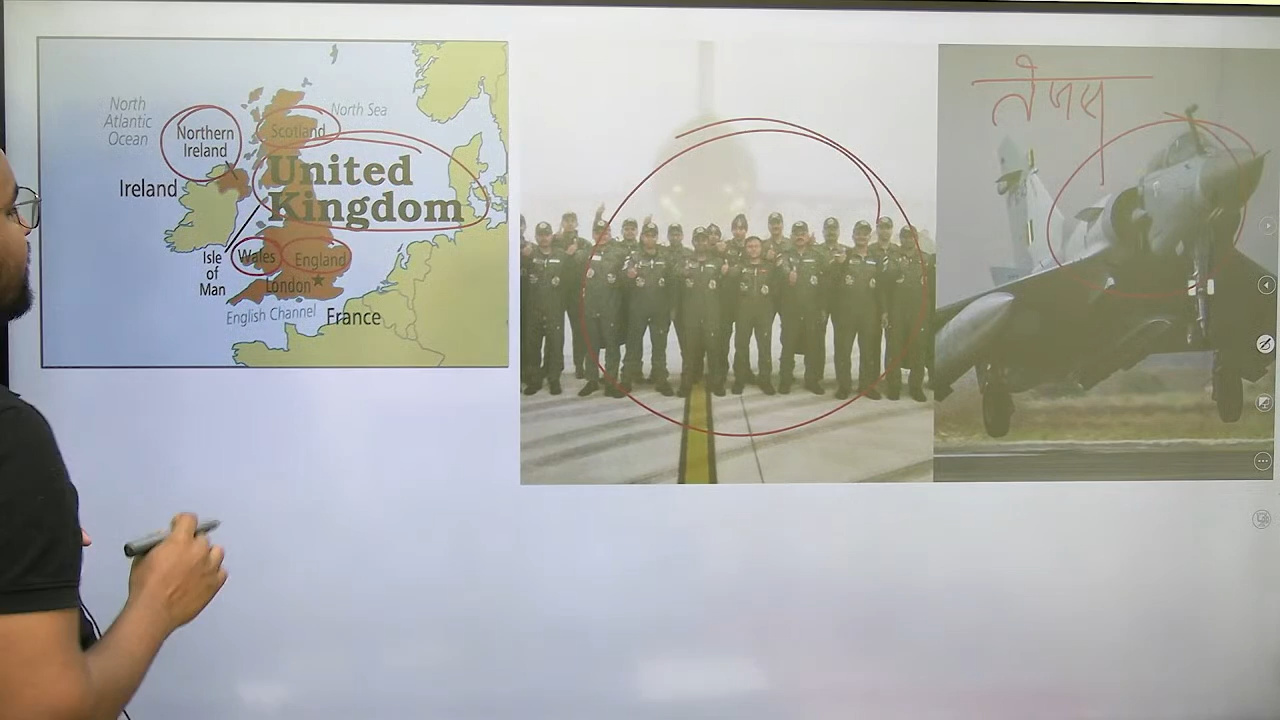 North
Atlantic
Ocean
Northern
Ireland
Scotland
North Sea
United
Kingdom
Ireland
Isle
of
Man
Wales
England
London
English Channel
France
तेजस